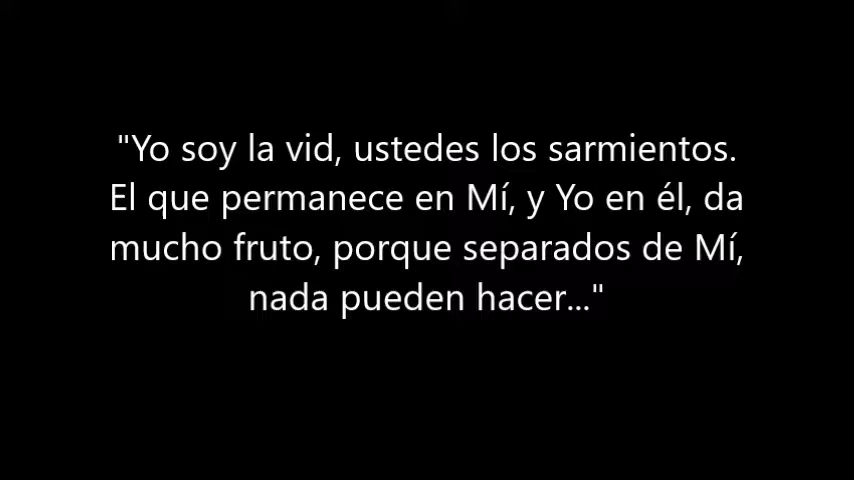 "Yo soy la vid, ustedes los sarmientos.
El que permanece en Mí, y Yo en él, da
mucho fruto, porque separados de Mí,
nada pueden hacer..."